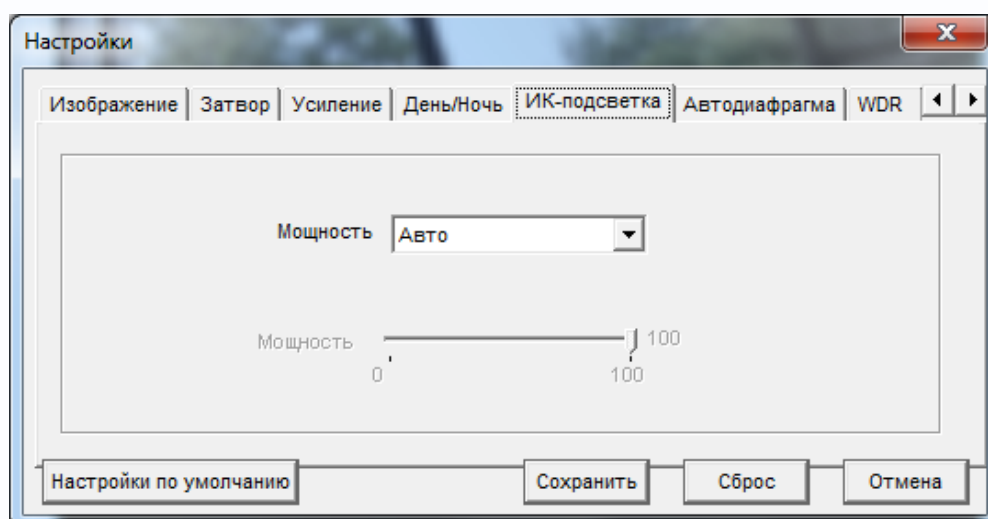 Настройки
Изображение Затвор Усиление День/Ночь ИК-подсветка Автодиафрагма WDR
Мощность Авто
Мощность 100
0 100
Настройки по умолчанию Сохранить Сброс Отмена